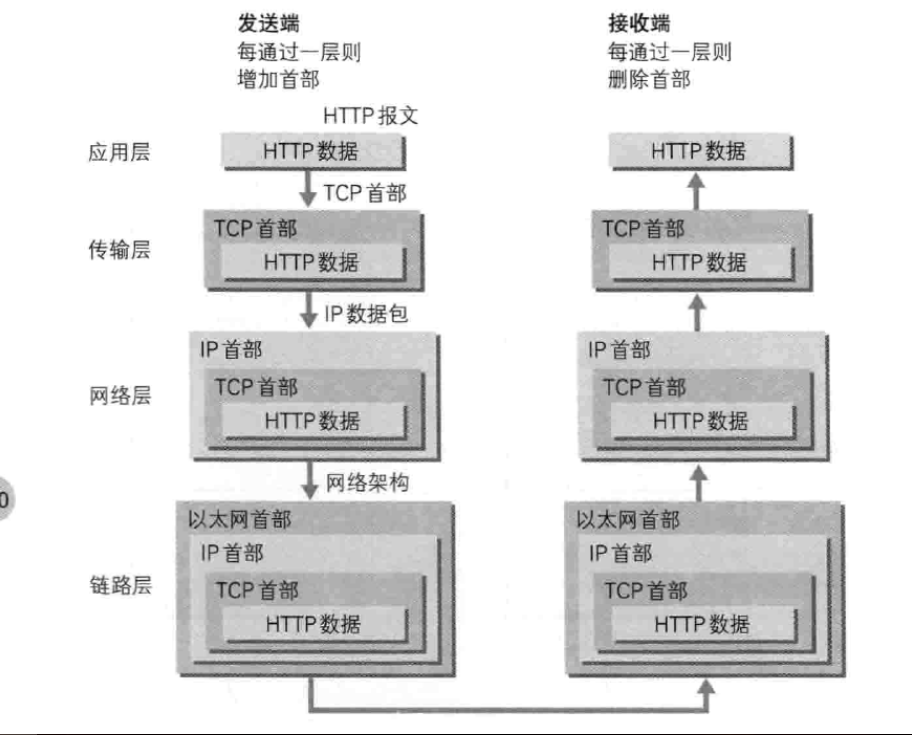 发送端
每通过一层则
增加首部
接收端
每通过一层则
删除首部
HTTP报文
应用层
HTTP数据
HTTP数据
TCP首部
传输层
TCP首部
HTTP数据
TCP首部
HTTP数据
IP数据包
网络层
IP首部
TCP首部
HTTP数据
IP首部
TCP首部
HTTP数据
网络架构
链路层
以太网首部
IP首部
TCP首部
HTTP数据
以太网首部
IP首部
TCP首部
HTTP数据
0